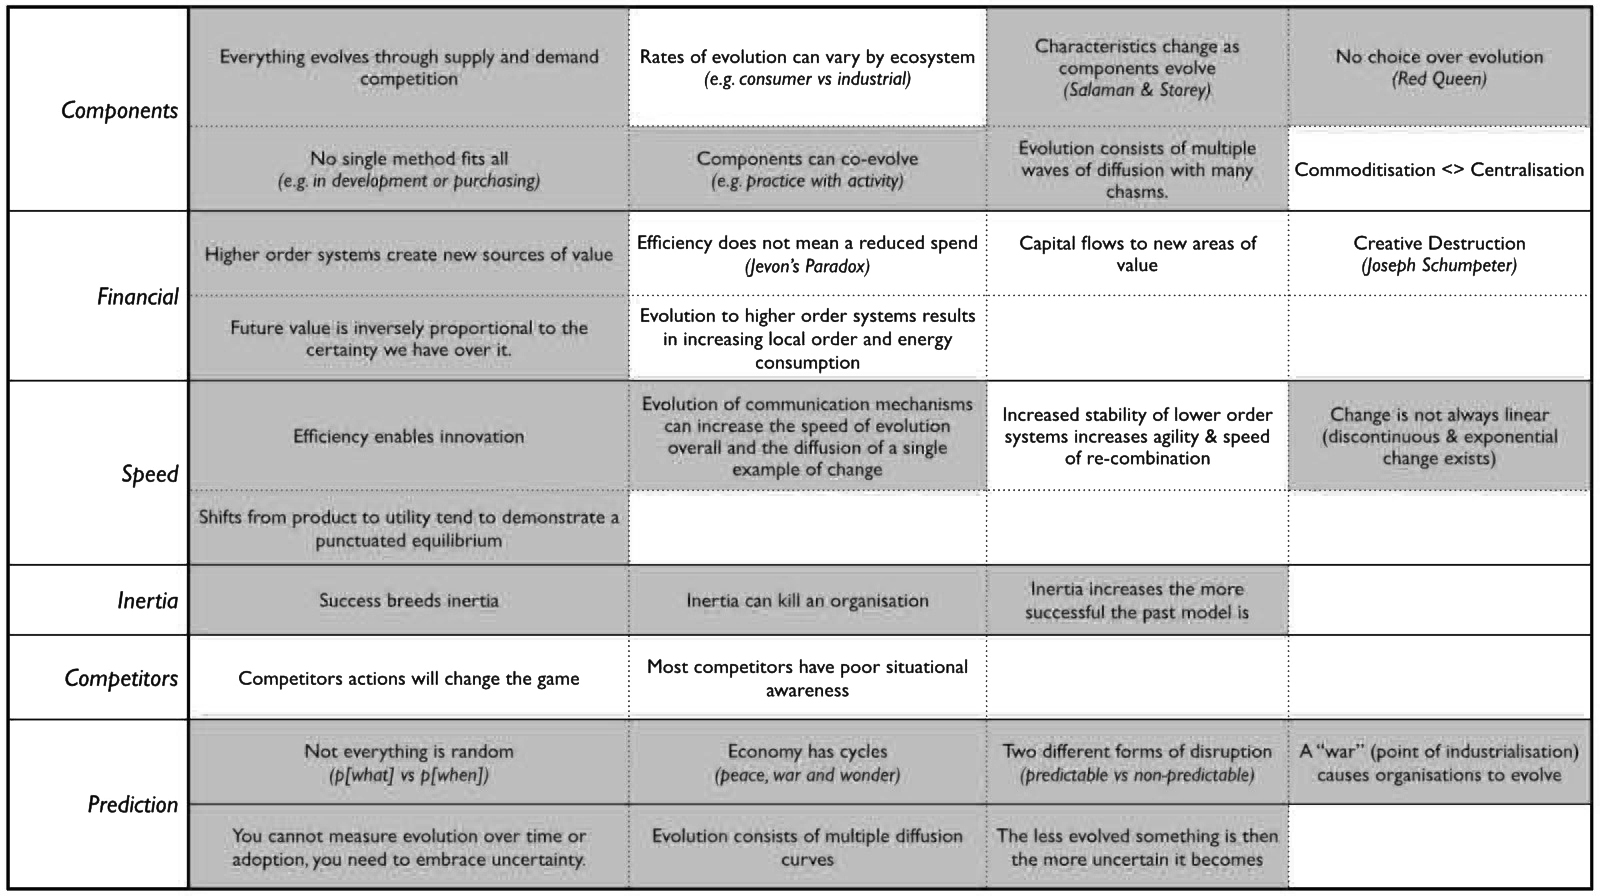 Components
Everything evolves through supply and demand
competition
Rates of evolution can vary by ecosystem
(e.g. consumer vs industrial)
Characteristics change as
components evolve
(Salaman & Storey)
No choice over evolution
(Red Queen)
No single method fits all
(e.g. in development or purchasing)
Components can co-evolve
(e.g. practice with activity)
Evolution consists of multiple
waves of diffusion with many
chasms.
Commoditisation <> Centralisation
Financial
Higher order systems create new sources of value
Efficiency does not mean a reduced spend
(Jevon's Paradox)
Capital flows to new areas of
value
Creative Destruction
(Joseph Schumpeter)
Future value is inversely proportional to the
certainty we have over it.
Evolution to higher order systems results
in increasing local order and energy
consumption
Speed
Efficiency enables innovation
Evolution of communication mechanisms
can increase the speed of evolution
overall and the diffusion of a single
example of change
Increased stability of lower order
systems increases agility & speed
of re-combination
Change is not always linear
(discontinuous & exponential
change exists)
Shifts from product to utility tend to demonstrate a
punctuated equilibrium
Inertia
Success breeds inertia
Inertia can kill an organisation
Inertia increases the more
successful the past model is
Competitors
Competitors actions will change the game
Most competitors have poor situational
awareness
Prediction
Not everything is random
(p[what] vs p[when])
Economy has cycles
(peace, war and wonder)
Two different forms of disruption
(predictable vs non-predictable)
A "war" (point of industrialisation)
causes organisations to evolve
You cannot measure evolution over time or
adoption, you need to embrace uncertainty.
Evolution consists of multiple diffusion
curves
The less evolved something is then
the more uncertain it becomes